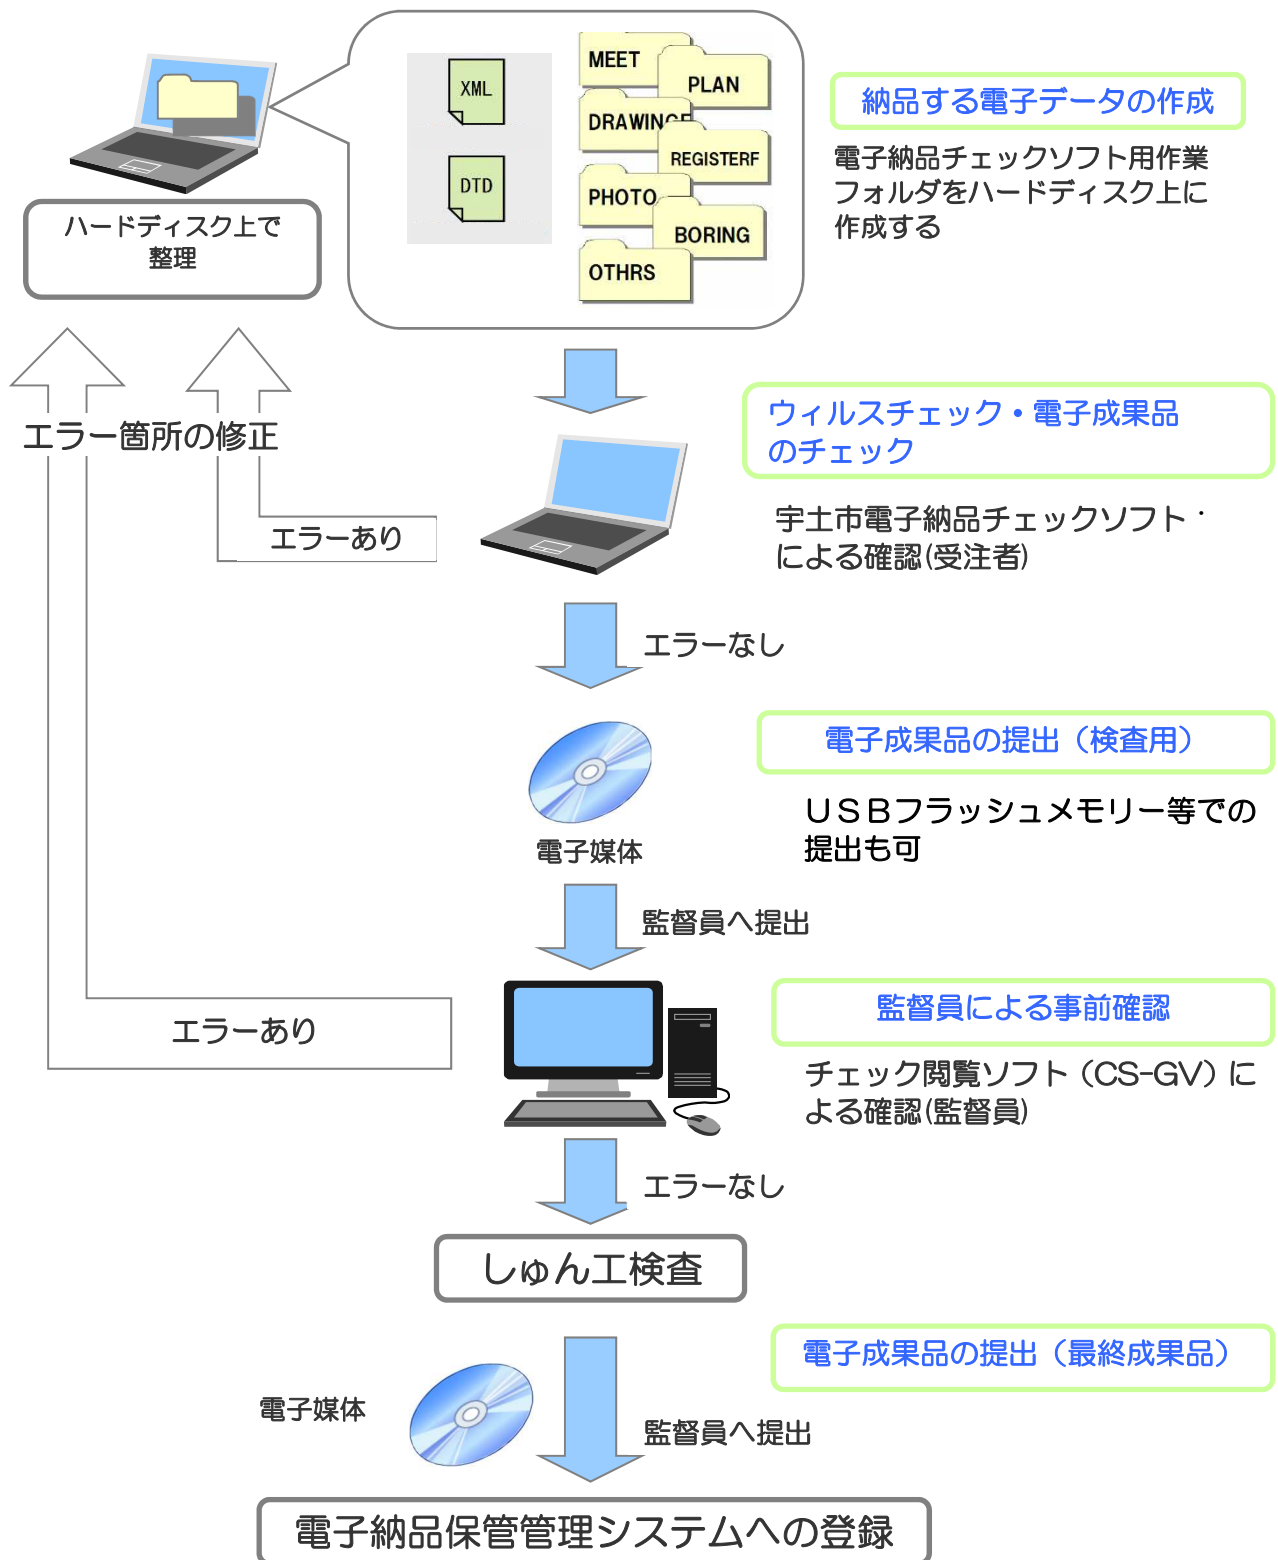 XML
DTD
MEET
PLAN
DRAWINGF
REGISTERF
PHOTO
BORING
OTHRS
納品する電子データの作成
電子納品チェックソフト用作業
フォルダをハードディスク上に
作成する
ハードディスク上で
整理
エラー箇所の修正
ウィルスチェック・電子成果品
のチェック
エラーあり
宇土市電子納品チェックソフト・
による確認(受注者)
エラーなし
電子成果品の提出（検査用）
USBフラッシュメモリー等での
提出も可
電子媒体
監督員へ提出
監督員による事前確認
エラーあり
チェック閲覧ソフト（CS-GV）に
よる確認(監督員)
エラーなし
しゅん工検査
電子成果品の提出（最終成果品）
電子媒体
監督員へ提出
電子納品保管管理システムへの登録